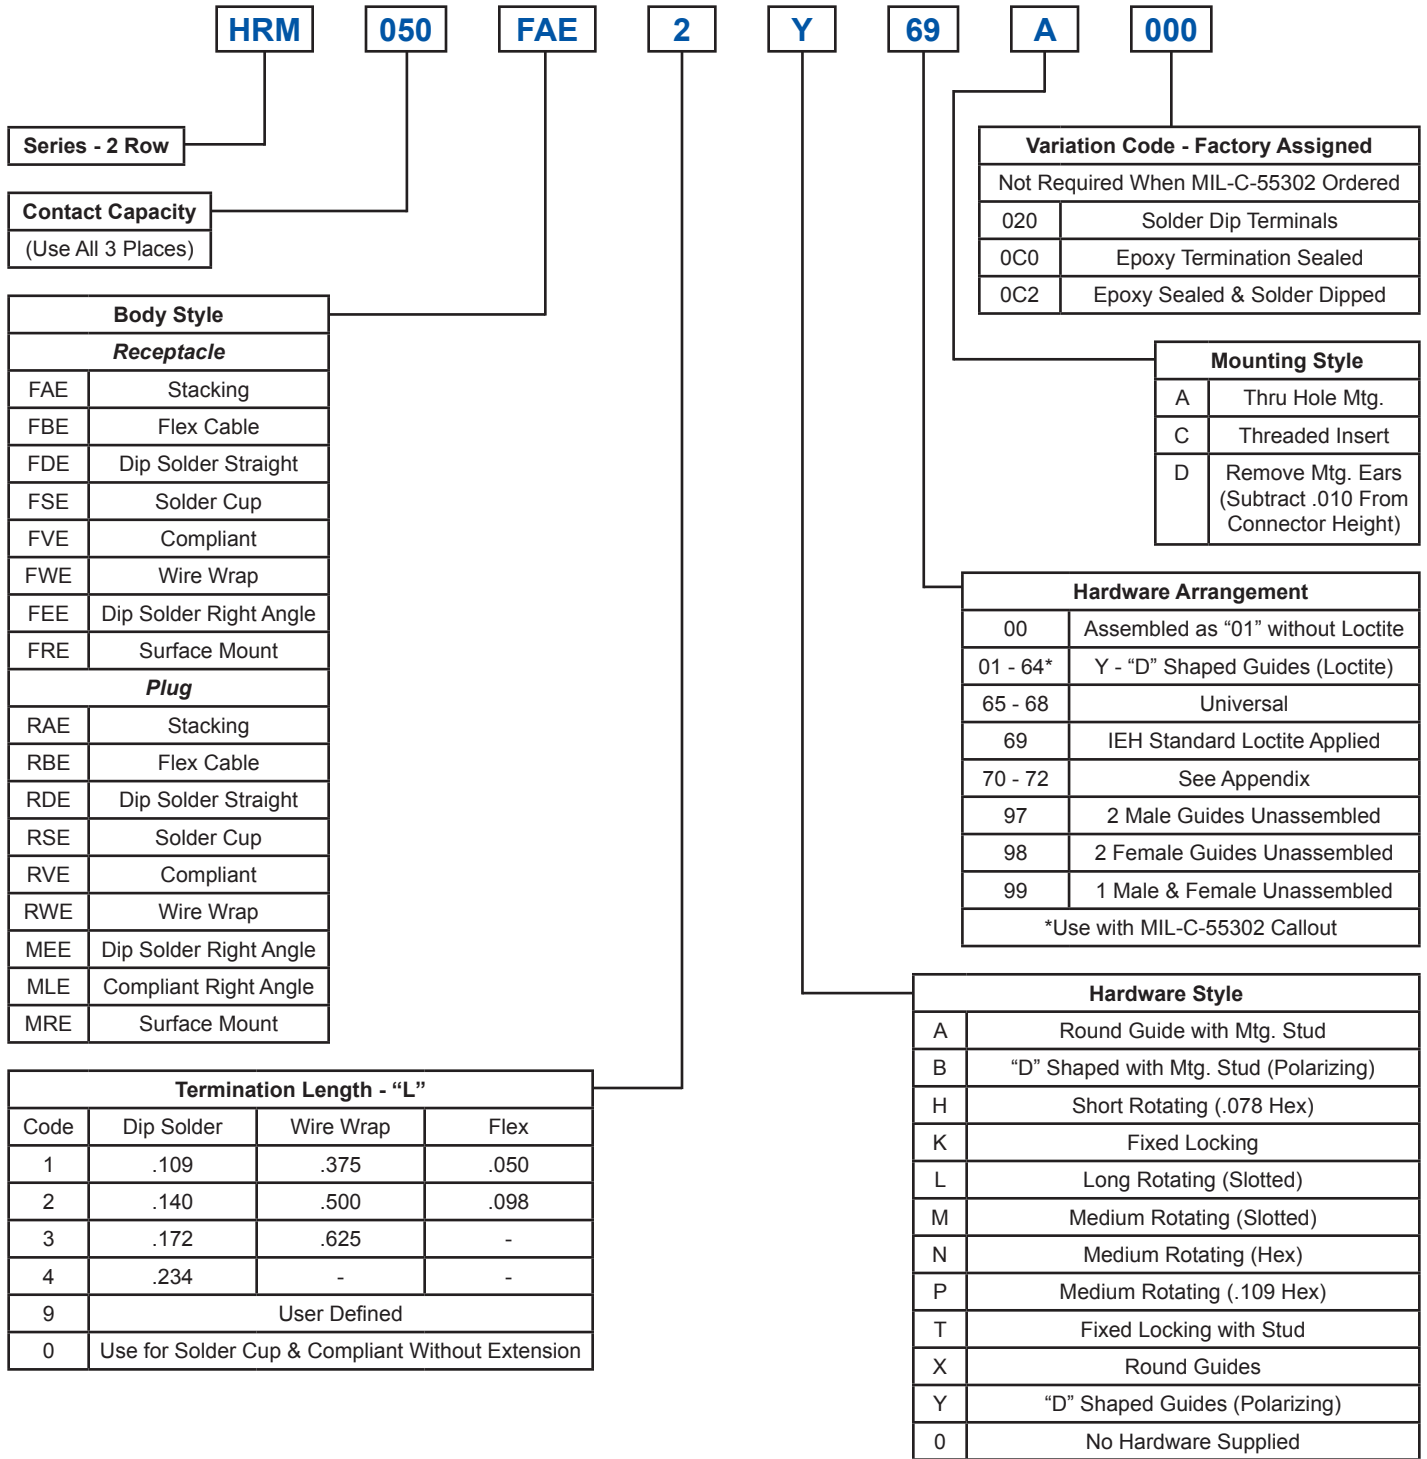 HRM 050 FAE 2 Y 69 A 000
Series - 2 Row
Contact Capacity
(Use All 3 Places)
Body Style
Receptacle
FAE Stacking
FBE Flex Cable
FDE Dip Solder Straight
FSE Solder Cup
FVE Compliant
FWE Wire Wrap
FEE Dip Solder Right Angle
FRE Surface Mount
Plug
RAE Stacking
RBE Flex Cable
RDE Dip Solder Straight
RSE Solder Cup
RVE Compliant
RWE Wire Wrap
MEE Dip Solder Right Angle
MLE Compliant Right Angle
MRE Surface Mount
Termination Length - “L”
Code Dip Solder Wire Wrap Flex
1 .109 .375 .050
2 .140 .500 .098
3 .172 .625 -
4 .234 - -
9 User Defined
0 Use for Solder Cup & Compliant Without Extension
Variation Code - Factory Assigned
Not Required When MIL-C-55302 Ordered
020 Solder Dip Terminals
0C0 Epoxy Termination Sealed
0C2 Epoxy Sealed & Solder Dipped
Mounting Style
A Thru Hole Mtg.
C Threaded Insert
D Remove Mtg. Ears
(Subtract .010 From
Connector Height)
Hardware Arrangement
00 Assembled as “01” without Loctite
01 - 64* Y - “D” Shaped Guides (Loctite)
65 - 68 Universal
69 IEH Standard Loctite Applied
70 - 72 See Appendix
97 2 Male Guides Unassembled
98 2 Female Guides Unassembled
99 1 Male & Female Unassembled
*Use with MIL-C-55302 Callout
Hardware Style
A Round Guide with Mtg. Stud
B “D” Shaped with Mtg. Stud (Polarizing)
H Short Rotating (.078 Hex)
K Fixed Locking
L Long Rotating (Slotted)
M Medium Rotating (Slotted)
N Medium Rotating (Hex)
P Medium Rotating (.109 Hex)
T Fixed Locking with Stud
X Round Guides
Y “D” Shaped Guides (Polarizing)
0 No Hardware Supplied